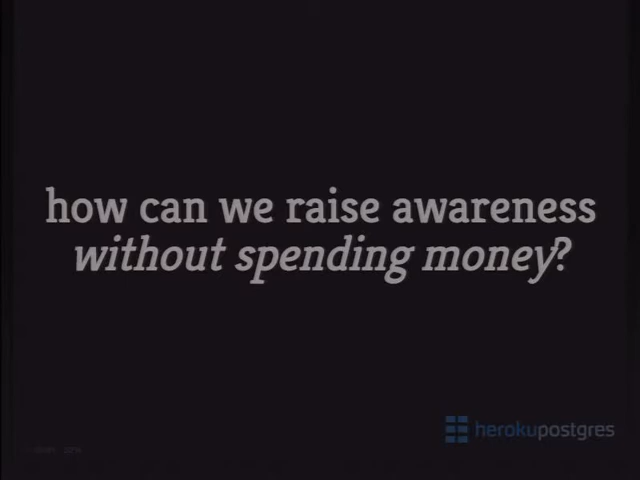 how can we raise awareness
without spending money?
herokupostgres